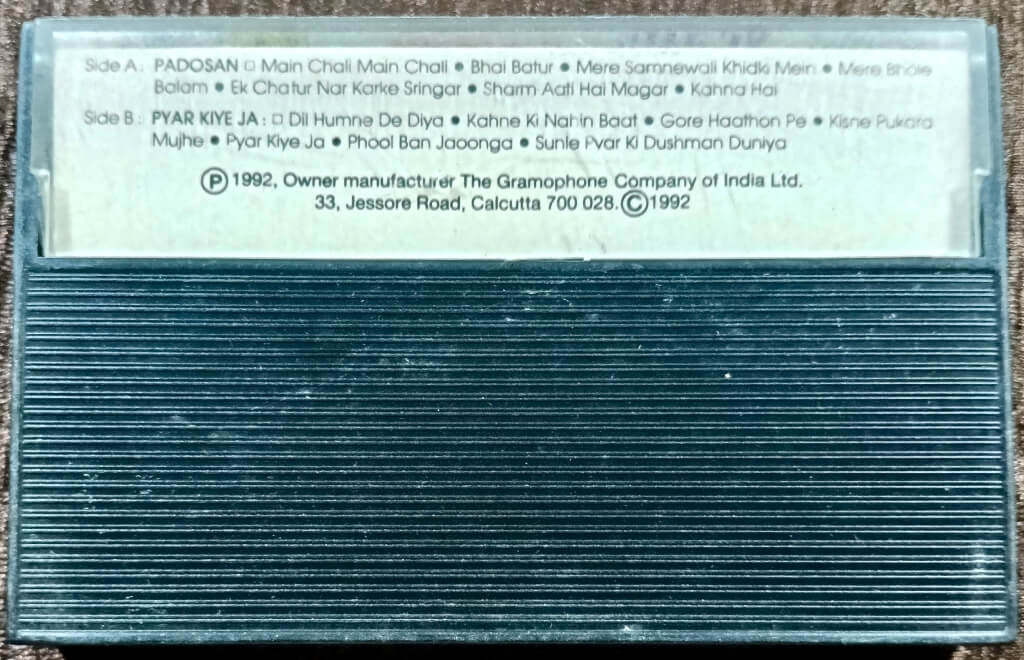 Side A: PADOSAN □ Main Chali Main Chali • Bhai Batur • Mere Samnewali Khidki Mein • Mere Bhole
Balam • Ek Chatur Nar Karke Sringar • Sharm Aati Hai Magar • Kahna Hai
Side B: PYAR KIYE JA: □ Dil Humne De Diya • Kahne Ki Nahin Baat • Gore Haathon Pe • Kisne Pukara
Mujhe • Pyar Kiye Ja • Phool Ban Jaoonga • Sunle Pyar Ki Dushman Duniya
Ⓟ 1992, Owner manufacturer The Gramophone Company of India Ltd.
33, Jessore Road, Calcutta 700 028. © 1992